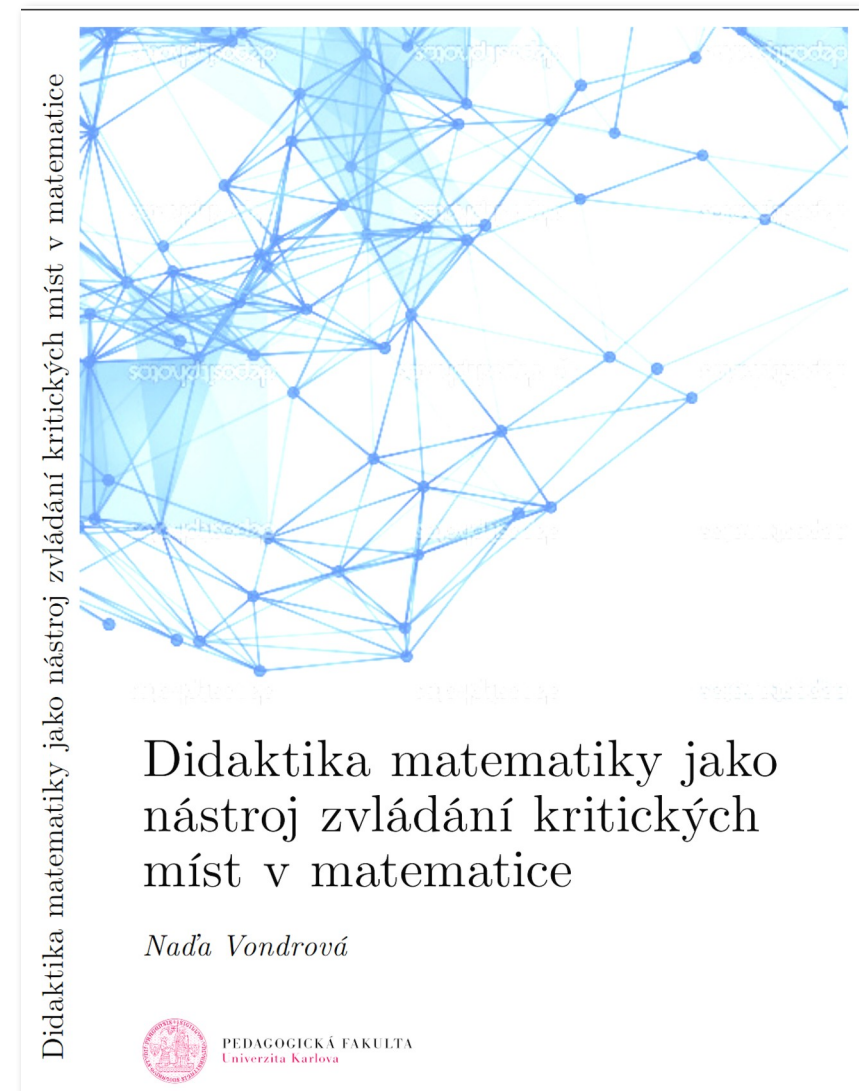 Didaktika matematiky jako nástroj zvládání kritických míst v matematice
Didaktika matematiky jako
nástroj zvládání kritických
míst v matematice
Naďa Vondrová
PEDAGOGICKÁ FAKULTA
Univerzita Karlova